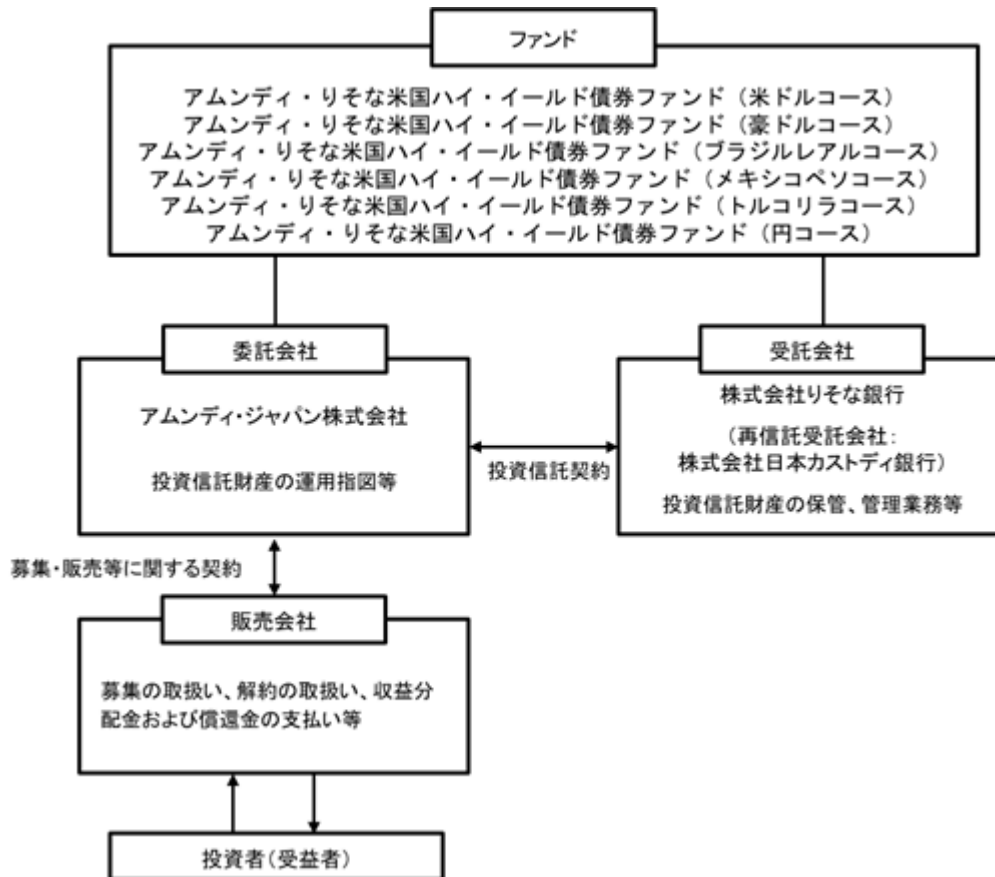 ファンド
アムンディ・りそな米国ハイ・イールド債券ファンド（米ドルコース）
アムンディ・りそな米国ハイ・イールド債券ファンド（豪ドルコース）
アムンディ・りそな米国ハイ・イールド債券ファンド（ブラジルレアルコース）
アムンディ・りそな米国ハイ・イールド債券ファンド（メキシコペソコース）
アムンディ・りそな米国ハイ・イールド債券ファンド（トルコリラコース）
アムンディ・りそな米国ハイ・イールド債券ファンド（円コース）
委託会社
アムンディ・ジャパン株式会社
投資信託財産の運用指図等
投資信託契約
受託会社
株式会社りそな銀行
（再信託受託会社：
株式会社日本カストディ銀行）
投資信託財産の保管、管理業務等
募集・販売等に関する契約
販売会社
募集の取扱い、解約の取扱い、収益分
配金および償還金の支払い等
投資者（受益者）